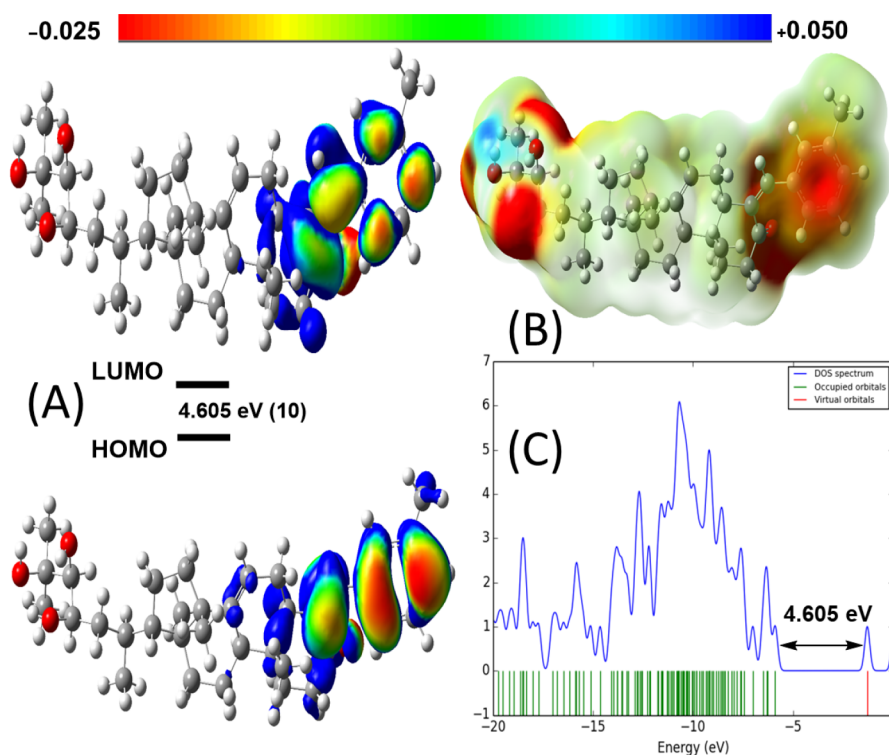 −0.025
+0.050
(A)
LUMO
4.605 eV (10)
HOMO
(B)
(C)
DOS spectrum
Occupied orbitals
Virtual orbitals
4.605 eV
7
6
5
4
3
2
1
0
−1
−20
−15
−10
−5
Energy (eV)